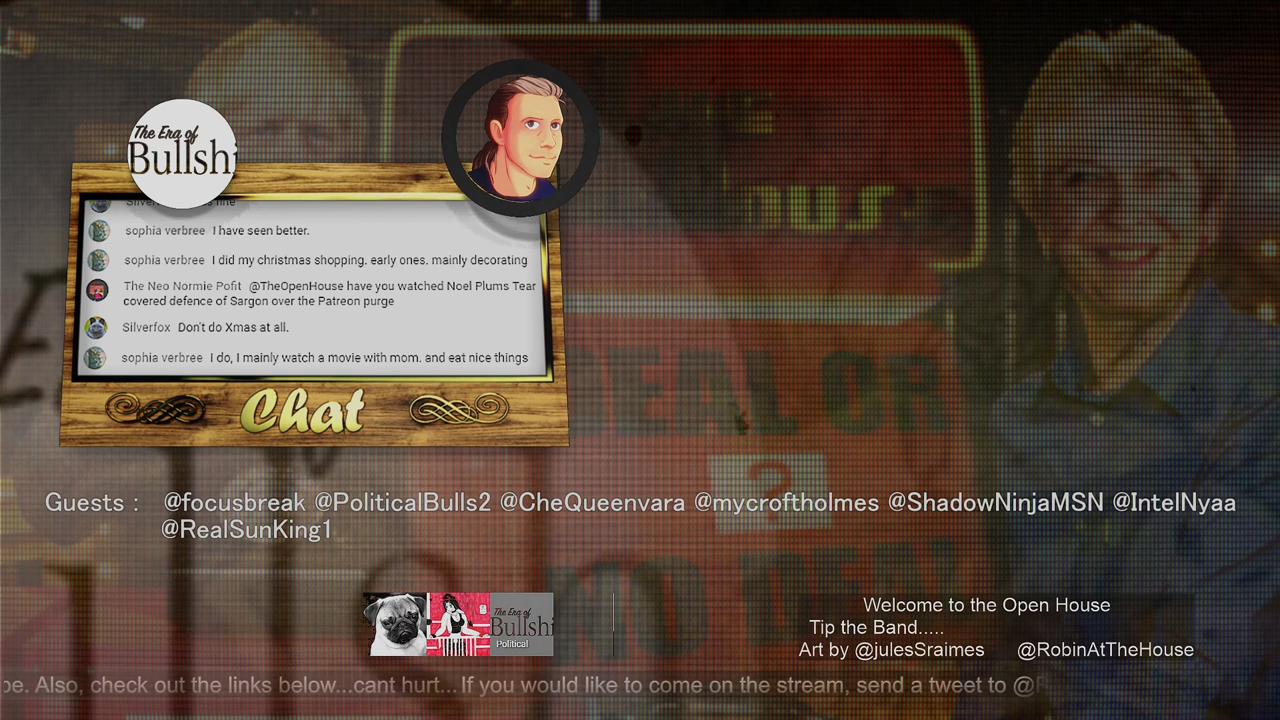 The Era of
Bullshi
sophia verbree I have seen better.
sophia verbree I did my christmas shopping. early ones. mainly decorating
The Neo Normie Pofit @TheOpenHouse have you watched Noel Plums Tear
covered defence of Sargon over the Patreon purge
Silverfox Don't do Xmas at all.
sophia verbree I do, I mainly watch a movie with mom. and eat nice things
Chat
DEAL OR
?
NO DEAL
Guests : @focusbreak @PoliticalBulls2 @CheQueenvara @mycroftholmes @ShadowNinjaMSN @IntelNyaa
@RealSunKing1
The Era of
Bullshi
Political
Welcome to the Open House
Tip the Band.....
Art by @julesSraimes @RobinAtTheHouse
Also, check out the links below...cant hurt... If you would like to come on the stream, send a tweet to @